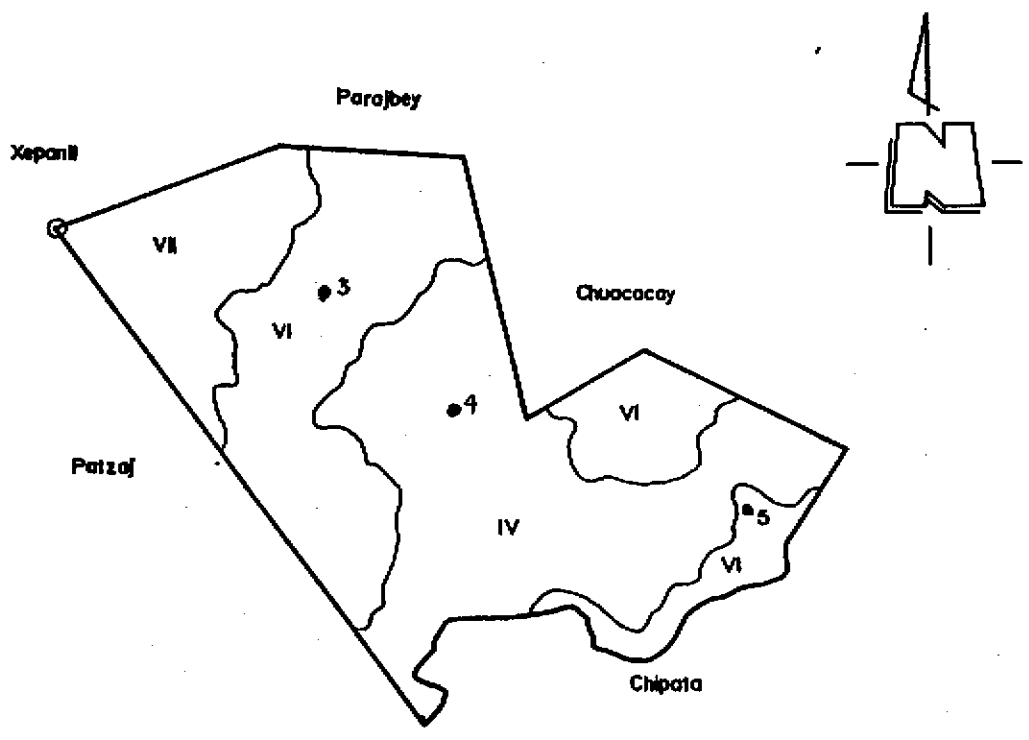 Parajbey
Xepanil
VII
3
Chuacacay
VI
4
VI
Patzaj
5
IV
VI
Chipata
N